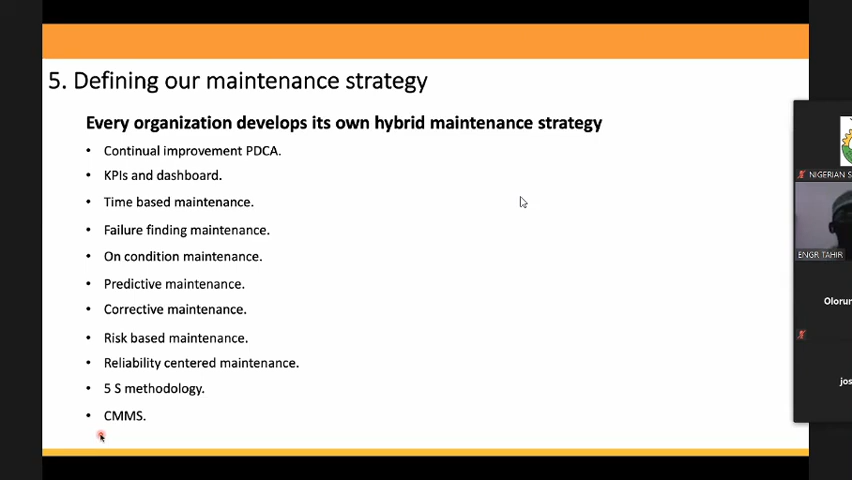 5. Defining our maintenance strategy
Every organization develops its own hybrid maintenance strategy
• Continual improvement PDCA.
• KPIs and dashboard.
• Time based maintenance.
• Failure finding maintenance.
• On condition maintenance.
• Predictive maintenance.
• Corrective maintenance.
• Risk based maintenance.
• Reliability centered maintenance.
• 5 S methodology.
• CMMS.
NIGERIAN S
ENGR TAHIR
Olorun
jos